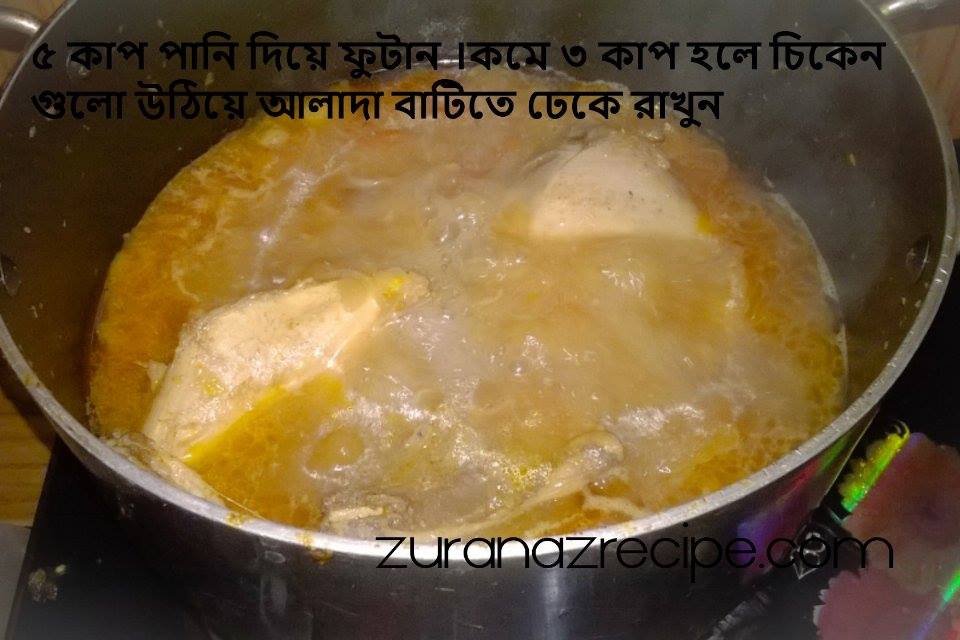 ৫ কাপ পানি দিয়ে ফুটান ।কমে ৩ কাপ হলে চিকেন
গুলো উঠিয়ে আলাদা বাটিতে ঢেকে রাখুন
zuranazrecipe.com